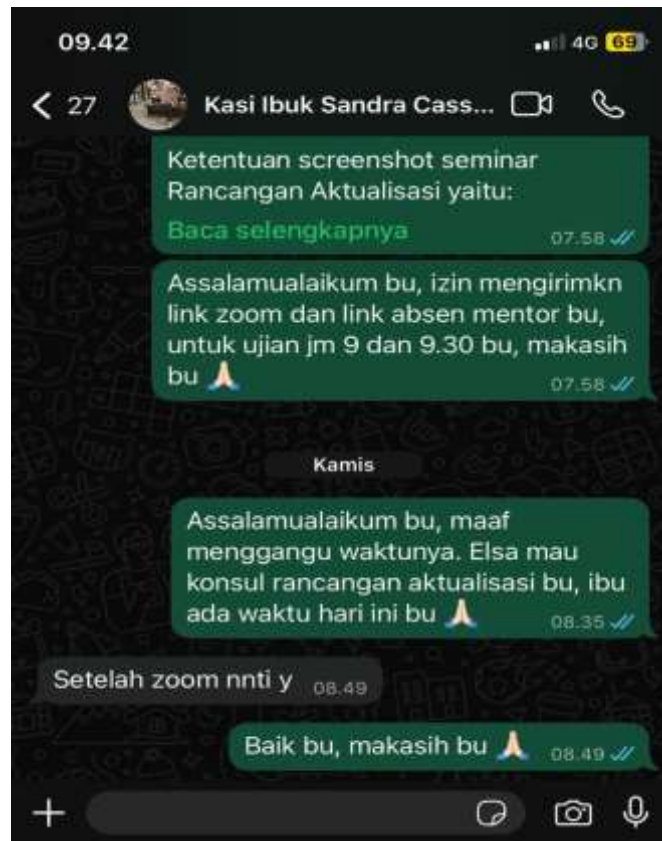 09.42
4G 69
27 Kasi Ibuk Sandra Cass...
Ketentuan screenshot seminar
Rancangan Aktualisasi yaitu:
Baca selengkapnya 07.58
Assalamualaikum bu, izin mengirimkn
link zoom dan link absen mentor bu,
untuk ujian jm 9 dan 9.30 bu, makasih
bu 🙏🏻 07.58
Kamis
Assalamualaikum bu, maaf
menggangu waktunya. Elsa mau
konsul rancangan aktualisasi bu, ibu
ada waktu hari ini bu 🙏🏻 08.35
Setelah zoom nnti y 08.49
Baik bu, makasih bu 🙏🏻 08.49